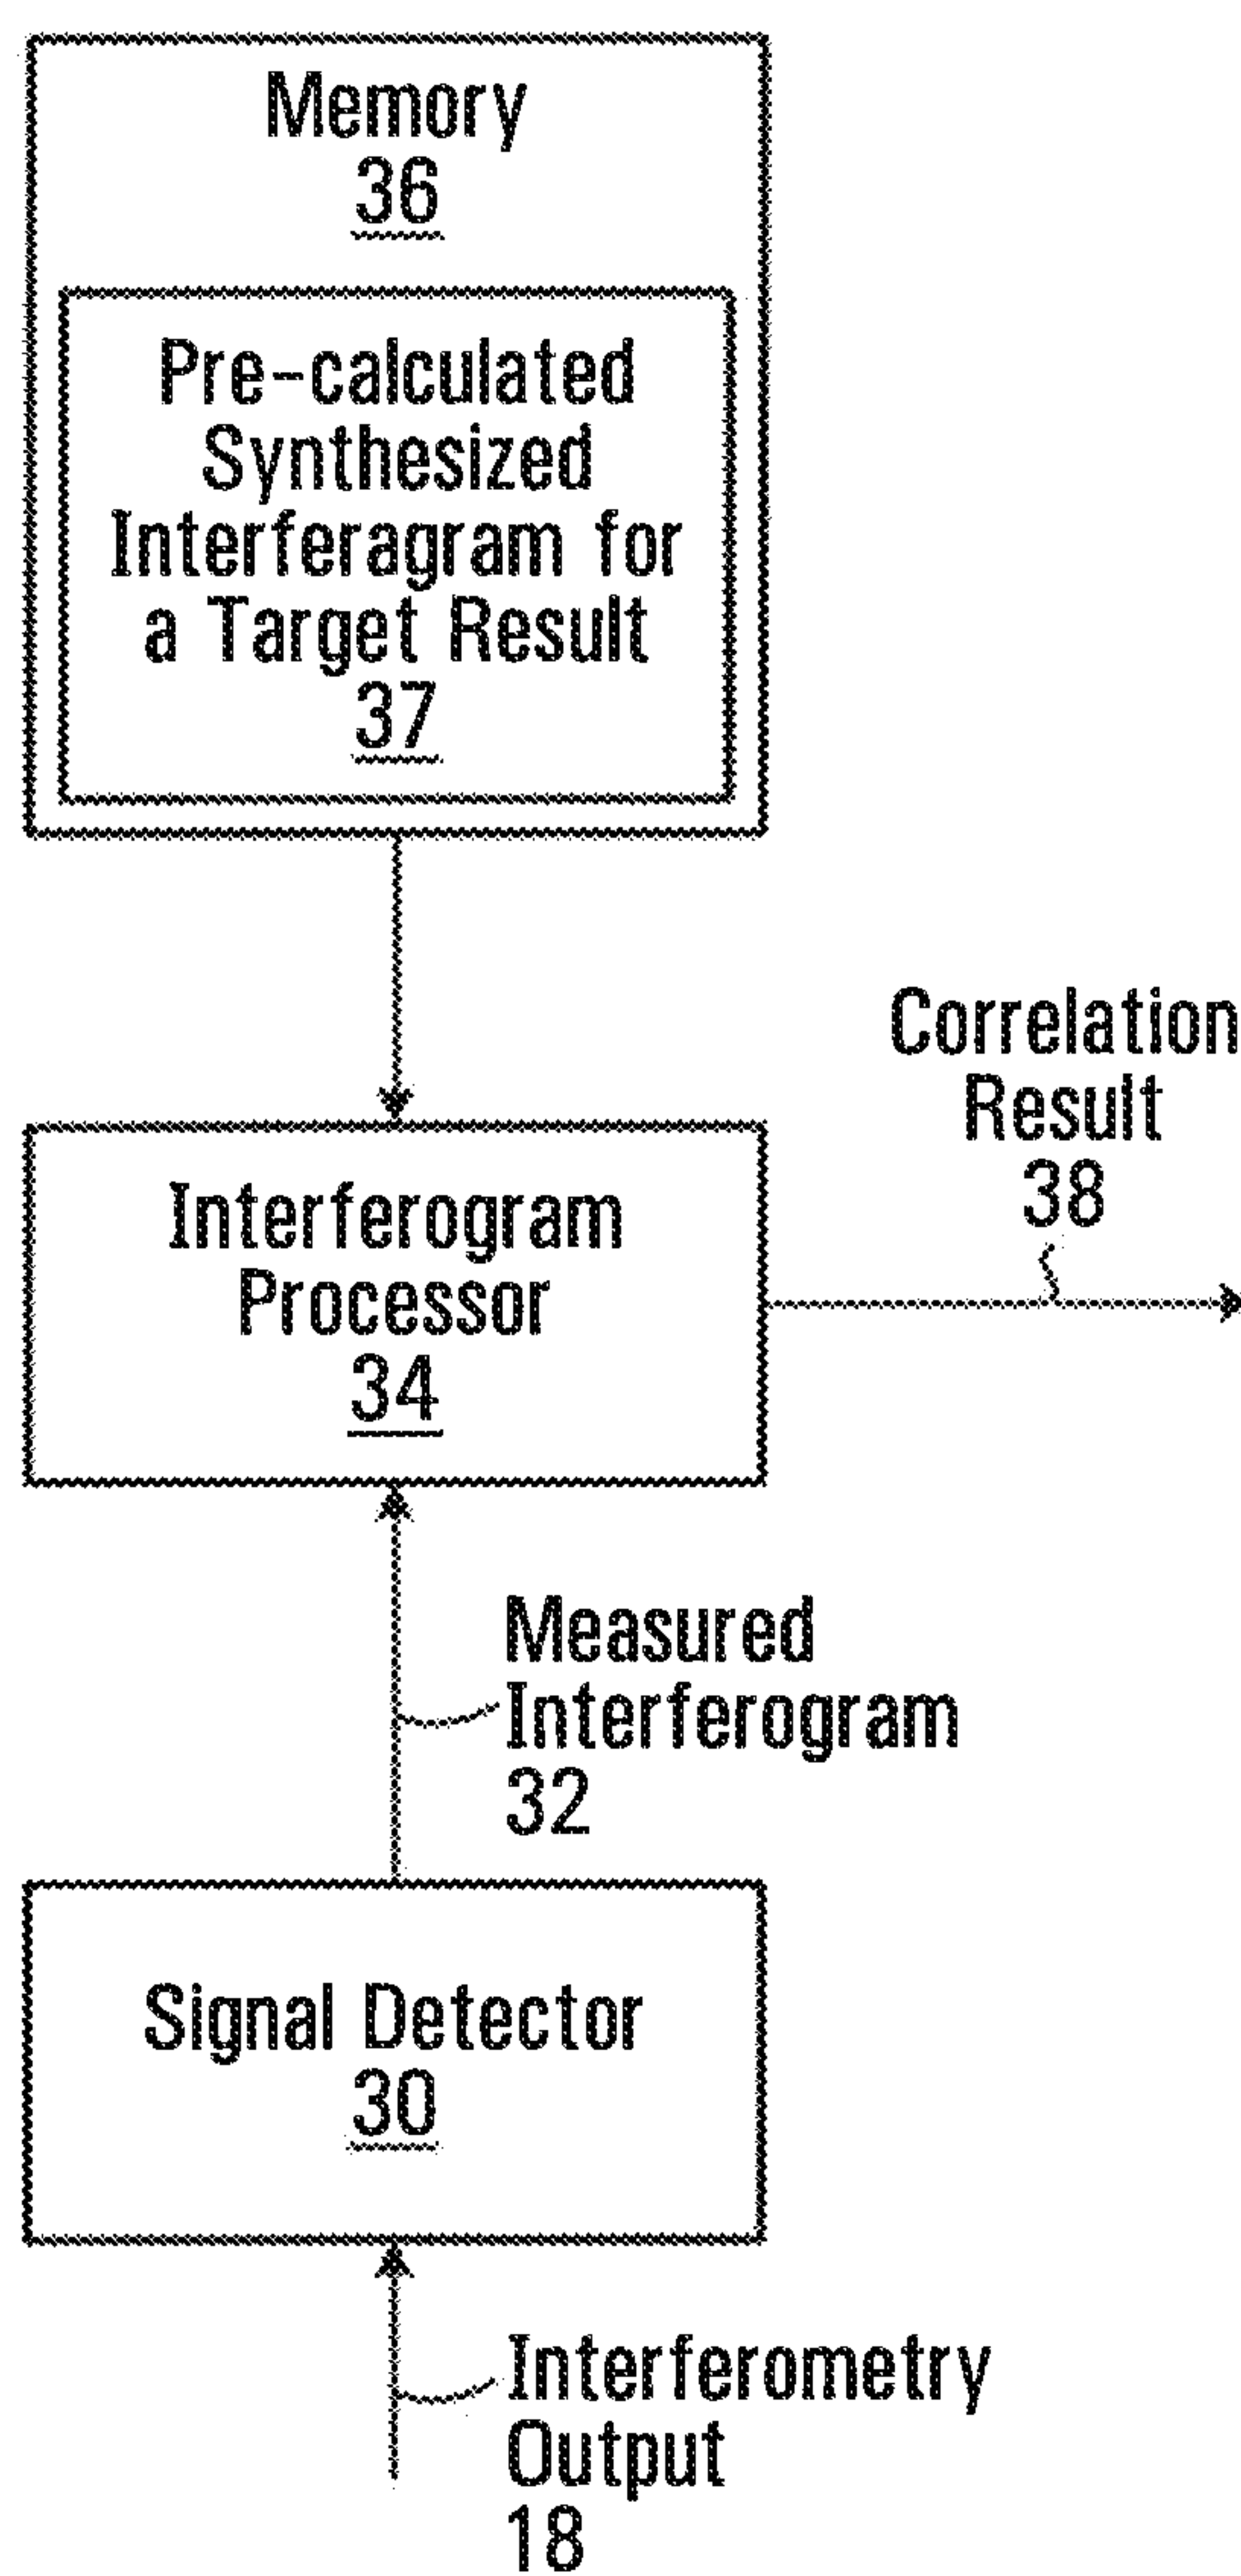 Memory
36
Pre-calculated
Synthesized
Interferagram for
a Target Result
37
Correlation
Result
38
Interferogram
Processor
34
Measured
Interferogram
32
Signal Detector
30
Interferometry
Output
18